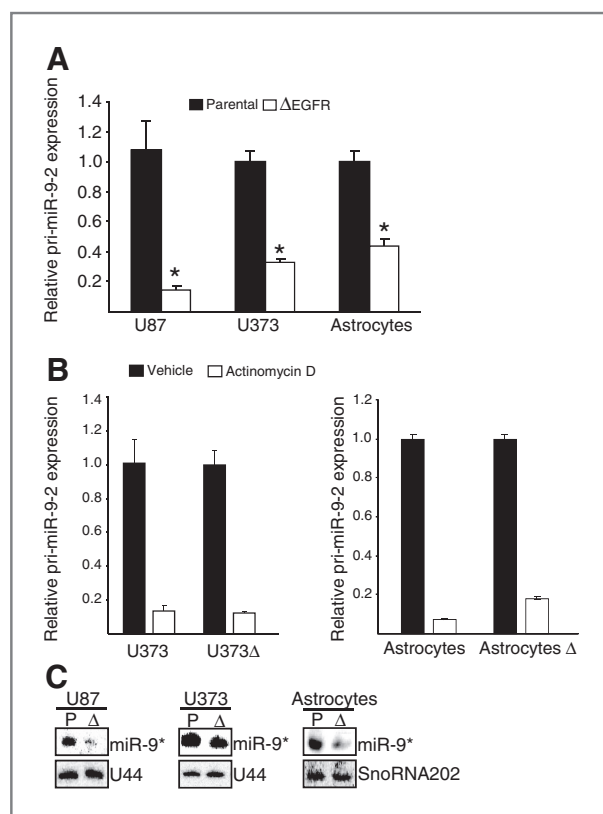 A
Relative pri-miR-9-2 expression
1.4
1.2
1.0
0.8
0.6
0.4
0.2
Parental ΔEGFR
*
*
*
U87 U373 Astrocytes
B
Vehicle Actinomycin D
Relative pri-miR-9-2 expression
1.4
1.2
1.0
0.8
0.6
0.4
0.2
U373 U373Δ
Relative pri-miR-9-2 expression
1.2
1.0
0.8
0.6
0.4
0.2
Astrocytes Astrocytes Δ
C
U87 U373 Astrocytes
P Δ P Δ P Δ
miR-9* miR-9* miR-9*
U44 U44 SnoRNA202